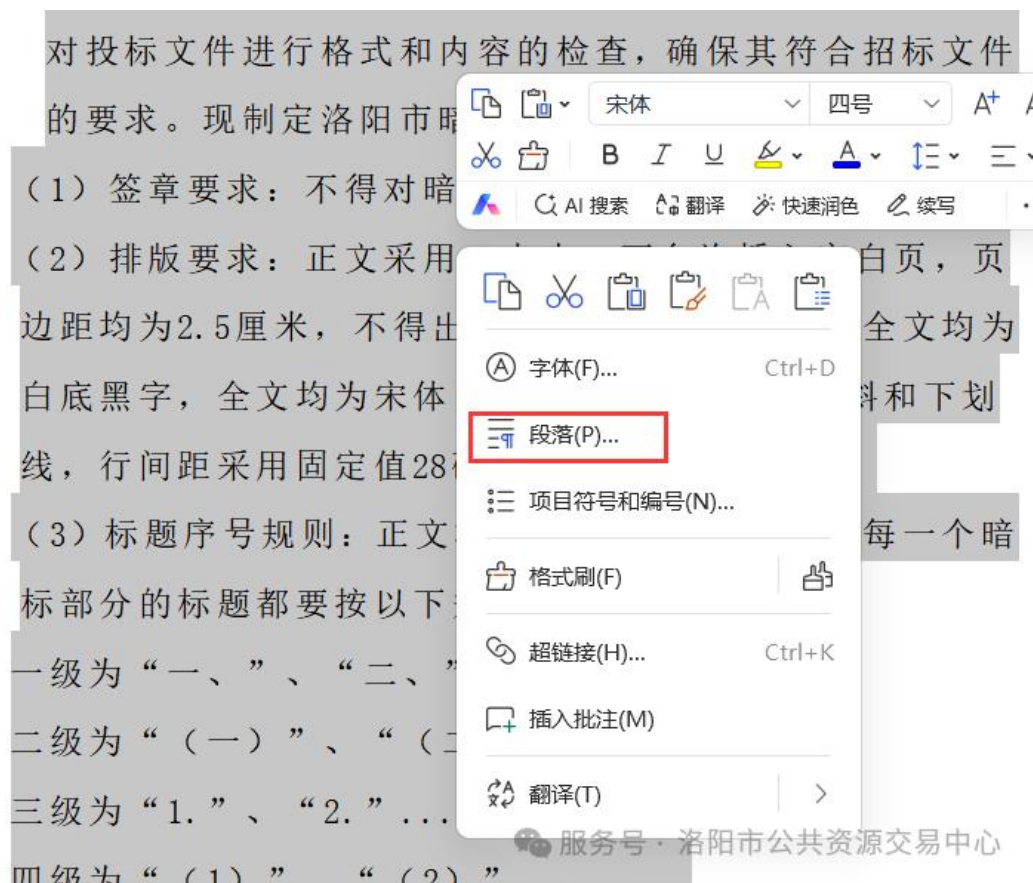 对投标文件进行格式和内容的检查，确保其符合招标文件
的要求。现制定洛阳市暗
宋体 四号 A+
（1）签章要求：不得对暗
B I U A
AI 搜索 翻译 快速润色 续写
（2）排版要求：正文采用 白页，页
边距均为2.5厘米，不得出 全文均为
字体(F)... Ctrl+D
白底黑字，全文均为宋体 和下划
段落(P)...
线，行间距采用固定值28
项目符号和编号(N)...
（3）标题序号规则：正文 每一个暗
格式刷(F)
标部分的标题都要按以下
超链接(H)... Ctrl+K
一级为“一、”、“二、”
插入批注(M)
二级为“（一）”、“（二
翻译(T)
三级为“1.”、“2.”...
服务号 · 洛阳市公共资源交易中心
四级为“（1）”、“（2）”